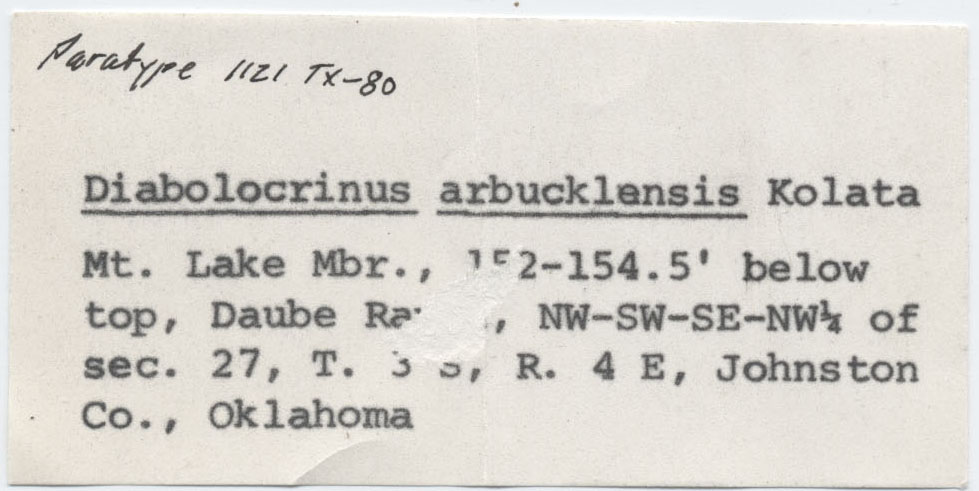 Paratype 1121 TX-80
Diabolocrinus arbucklensis Kolata
Mt. Lake Mbr., 152-154.5' below
top, Daube , NW-SW-SE-NW¼ of
sec. 27, T. 3 S, R. 4 E, Johnston
Co., Oklahoma